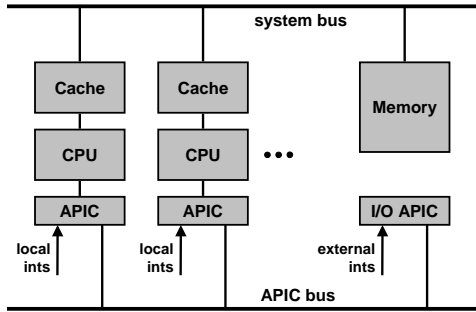 system bus
Cache
Cache
Memory
CPU
CPU
•••
APIC
APIC
I/O APIC
local
ints
local
ints
external
ints
APIC bus